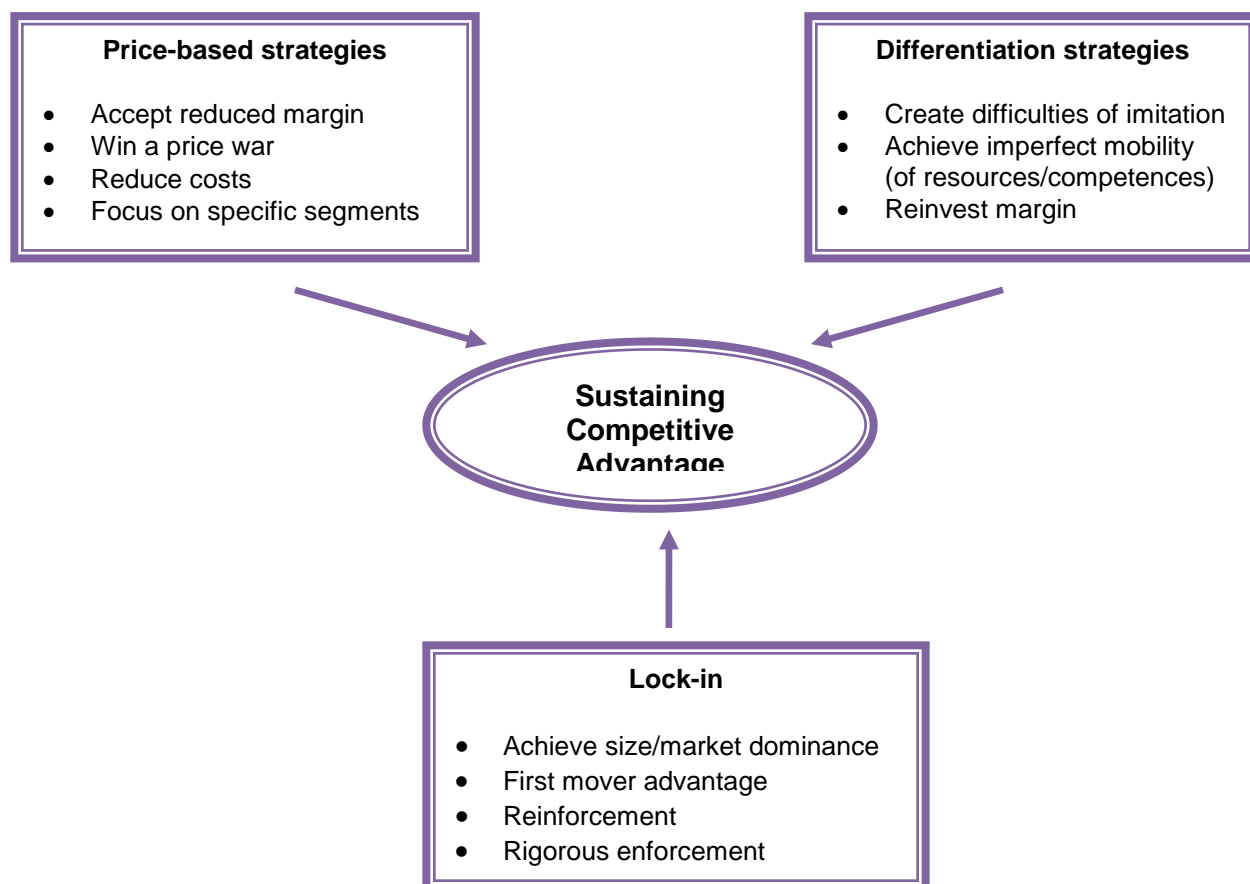 Price-based strategies
• Accept reduced margin
• Win a price war
• Reduce costs
• Focus on specific segments
Differentiation strategies
• Create difficulties of imitation
• Achieve imperfect mobility
(of resources/competences)
• Reinvest margin
Sustaining
Competitive
Advantage
Lock-in
• Achieve size/market dominance
• First mover advantage
• Reinforcement
• Rigorous enforcement